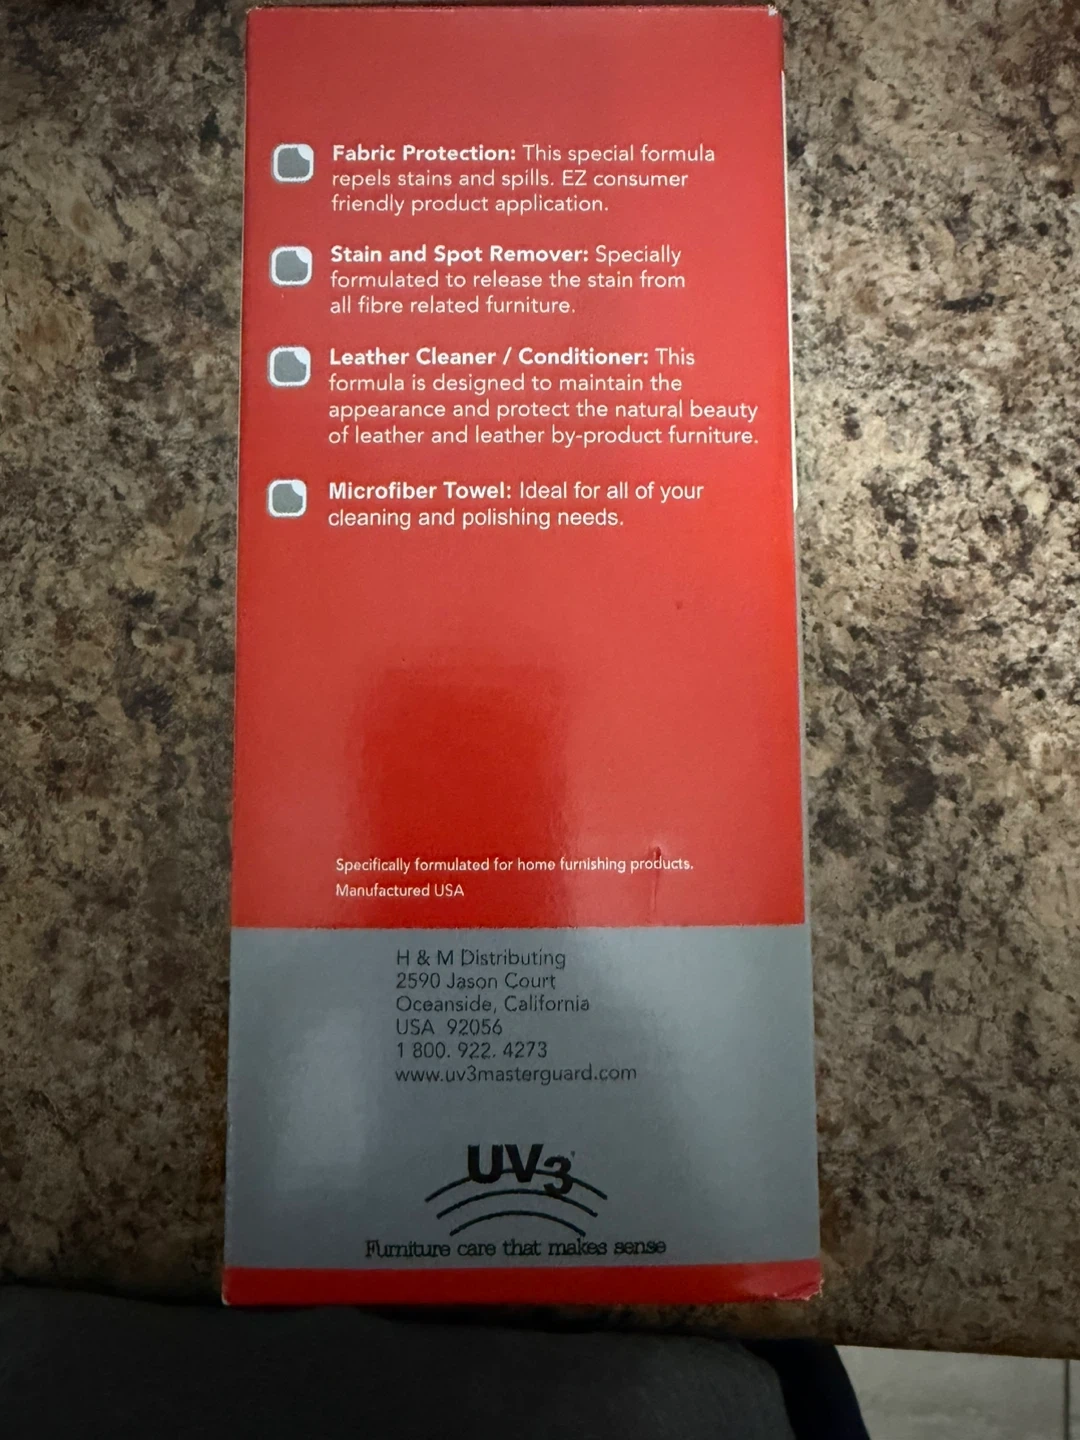 Fabric Protection: This special formula
repels stains and spills. EZ consumer
friendly product application.
Stain and Spot Remover: Specially
formulated to release the stain from
all fibre related furniture.
Leather Cleaner / Conditioner: This
formula is designed to maintain the
appearance and protect the natural beauty
of leather and leather by-product furniture.
Microfiber Towel: Ideal for all of your
cleaning and polishing needs.
Specifically formulated for home furnishing products.
Manufactured USA
H & M Distributing
2590 Jason Court
Oceanside, California
USA 92056
1 800. 922. 4273
www.uv3masterguard.com
UV3
Furniture care that makes sense